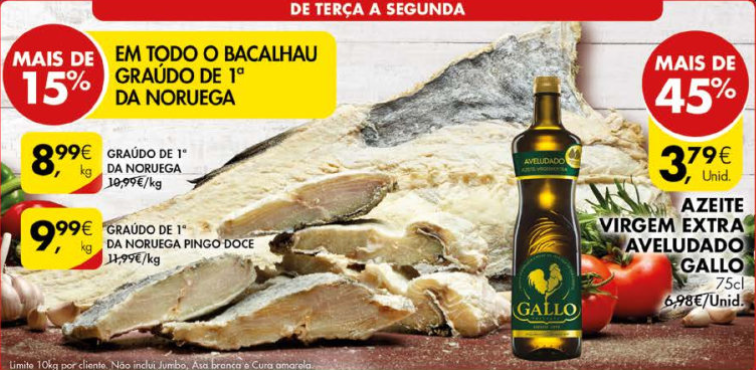 DE TERÇA A SEGUNDA
MAIS DE
15%
EM TODO O BACALHAU
GRAÚDO DE 1ª
DA NORUEGA
8,99€
kg
GRAÚDO DE 1ª
DA NORUEGA
10,99€/kg
9,99€
kg
GRAÚDO DE 1ª
DA NORUEGA PINGO DOCE
11,99€/kg
Limite 10kg por cliente. Não inclui Jumbo, Asa branca e Cura amarela.
AVELUDADO
GALLO
MAIS DE
45%
3,79€
Unid.
AZEITE
VIRGEM EXTRA
AVELUDADO
GALLO
75cl
6,98€/Unid.